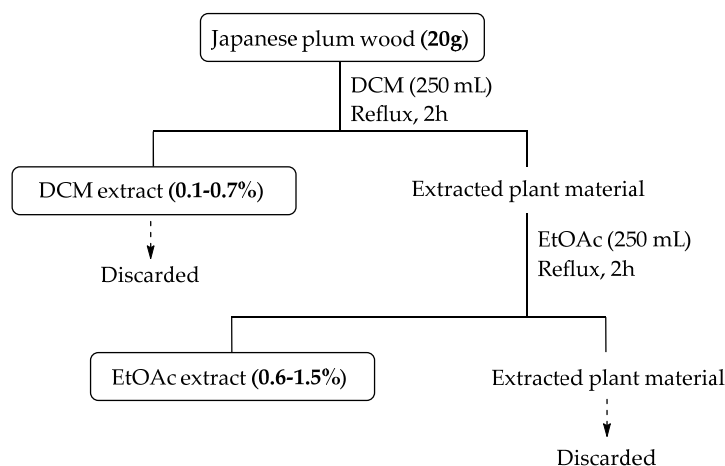 Japanese plum wood (20g)
DCM (250 mL)
Reflux, 2h
DCM extract (0.1-0.7%)
Extracted plant material
Discarded
EtOAc (250 mL)
Reflux, 2h
EtOAc extract (0.6-1.5%)
Extracted plant material
Discarded